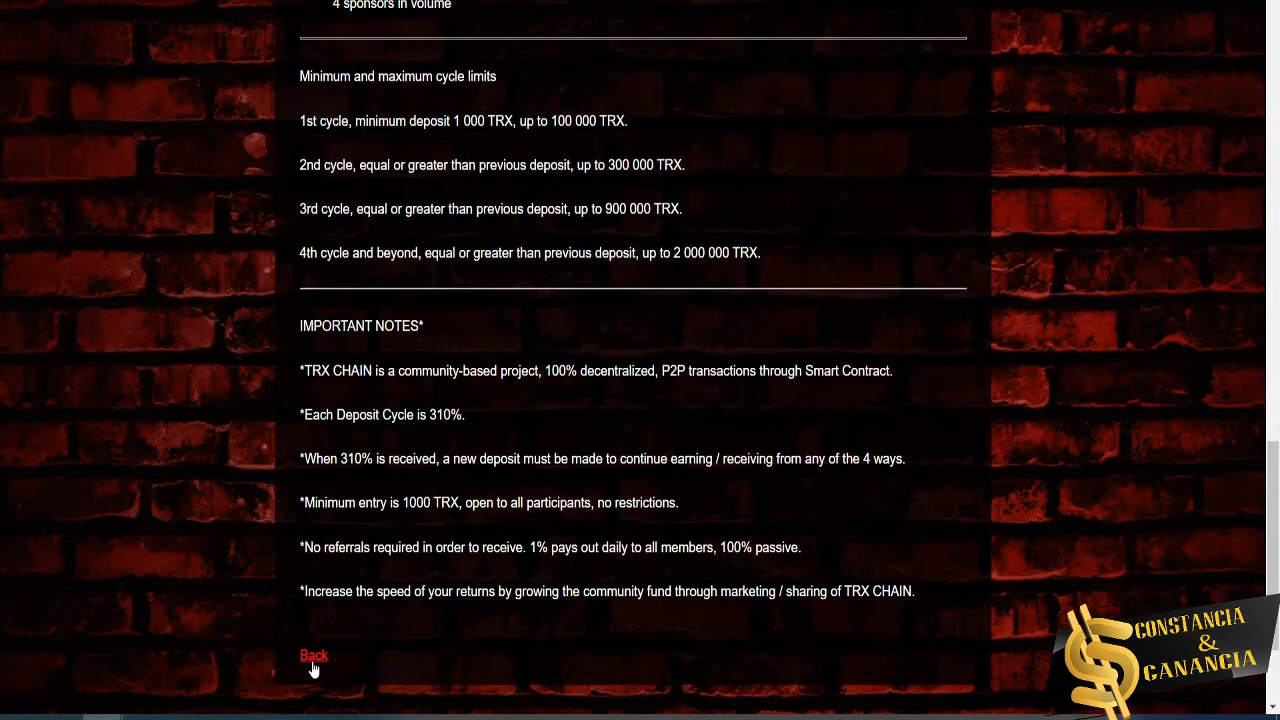 4 sponsors in volume
Minimum and maximum cycle limits
1st cycle, minimum deposit 1 000 TRX, up to 100 000 TRX.
2nd cycle, equal or greater than previous deposit, up to 300 000 TRX.
3rd cycle, equal or greater than previous deposit, up to 900 000 TRX.
4th cycle and beyond, equal or greater than previous deposit, up to 2 000 000 TRX.
IMPORTANT NOTES*
*TRX CHAIN is a community-based project, 100% decentralized, P2P transactions through Smart Contract.
*Each Deposit Cycle is 310%.
*When 310% is received, a new deposit must be made to continue earning / receiving from any of the 4 ways.
*Minimum entry is 1000 TRX, open to all participants, no restrictions.
*No referrals required in order to receive. 1% pays out daily to all members, 100% passive.
*Increase the speed of your returns by growing the community fund through marketing / sharing of TRX CHAIN.
Back
$ CONSTANCIA
&
GANANCIA